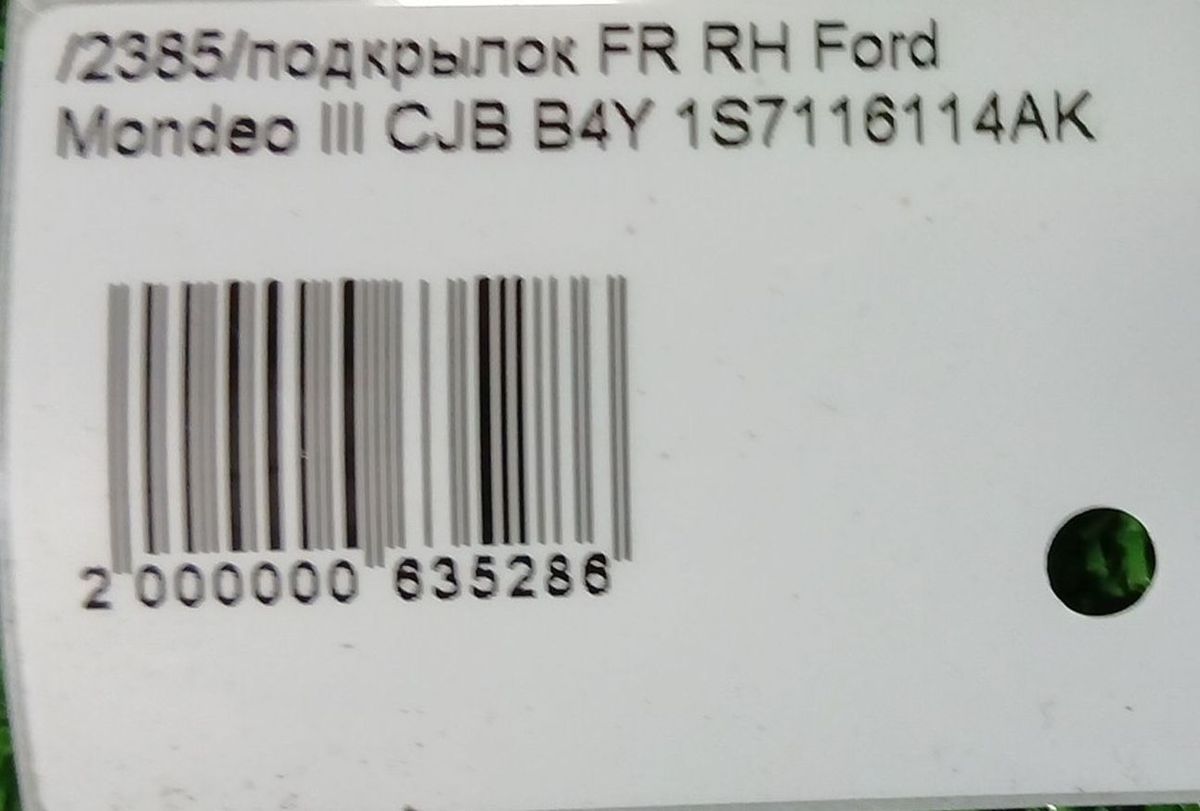 /2385/подкрылок FR RH Ford
Mondeo III CJB B4Y 1S7116114AK
2 000000 635286